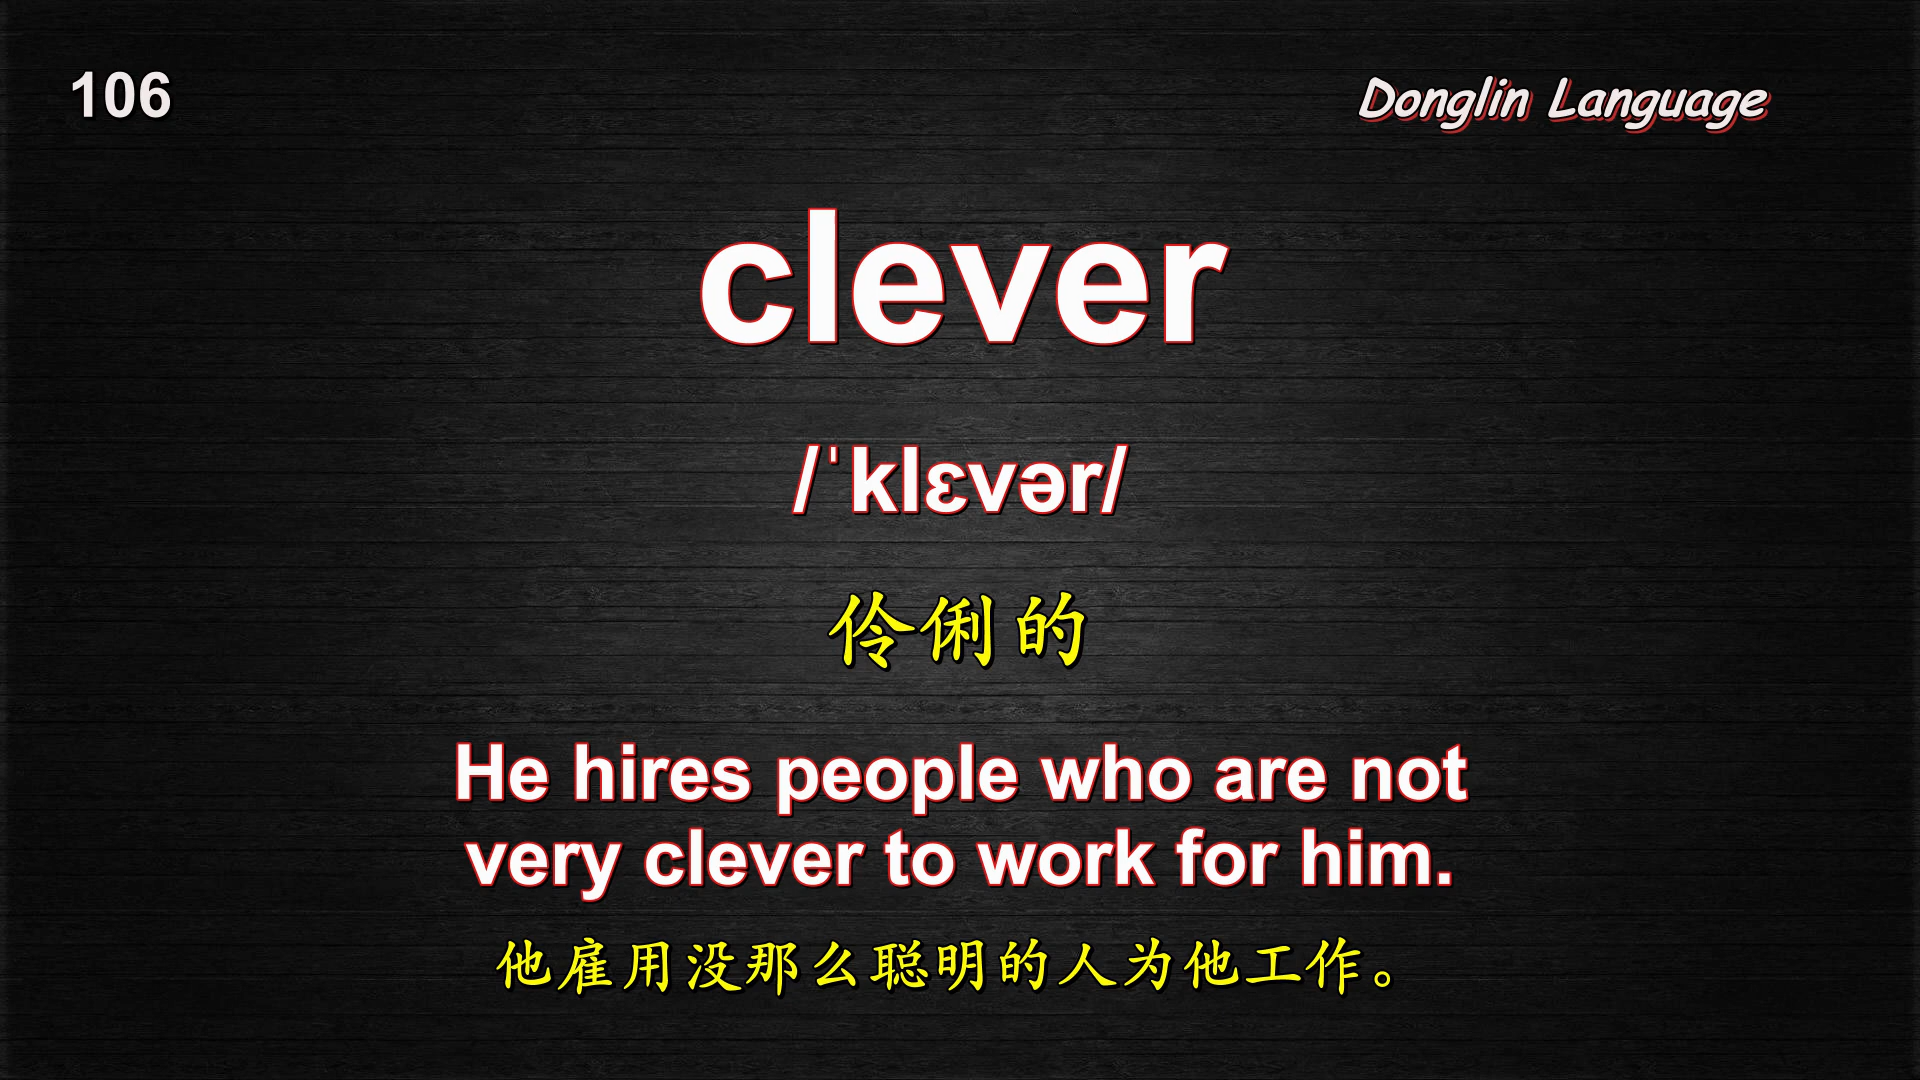 106
Donglin Language
clever
/ˈklɛvər/
伶俐的
He hires people who are not
very clever to work for him.
他雇用没那么聪明的人为他工作。